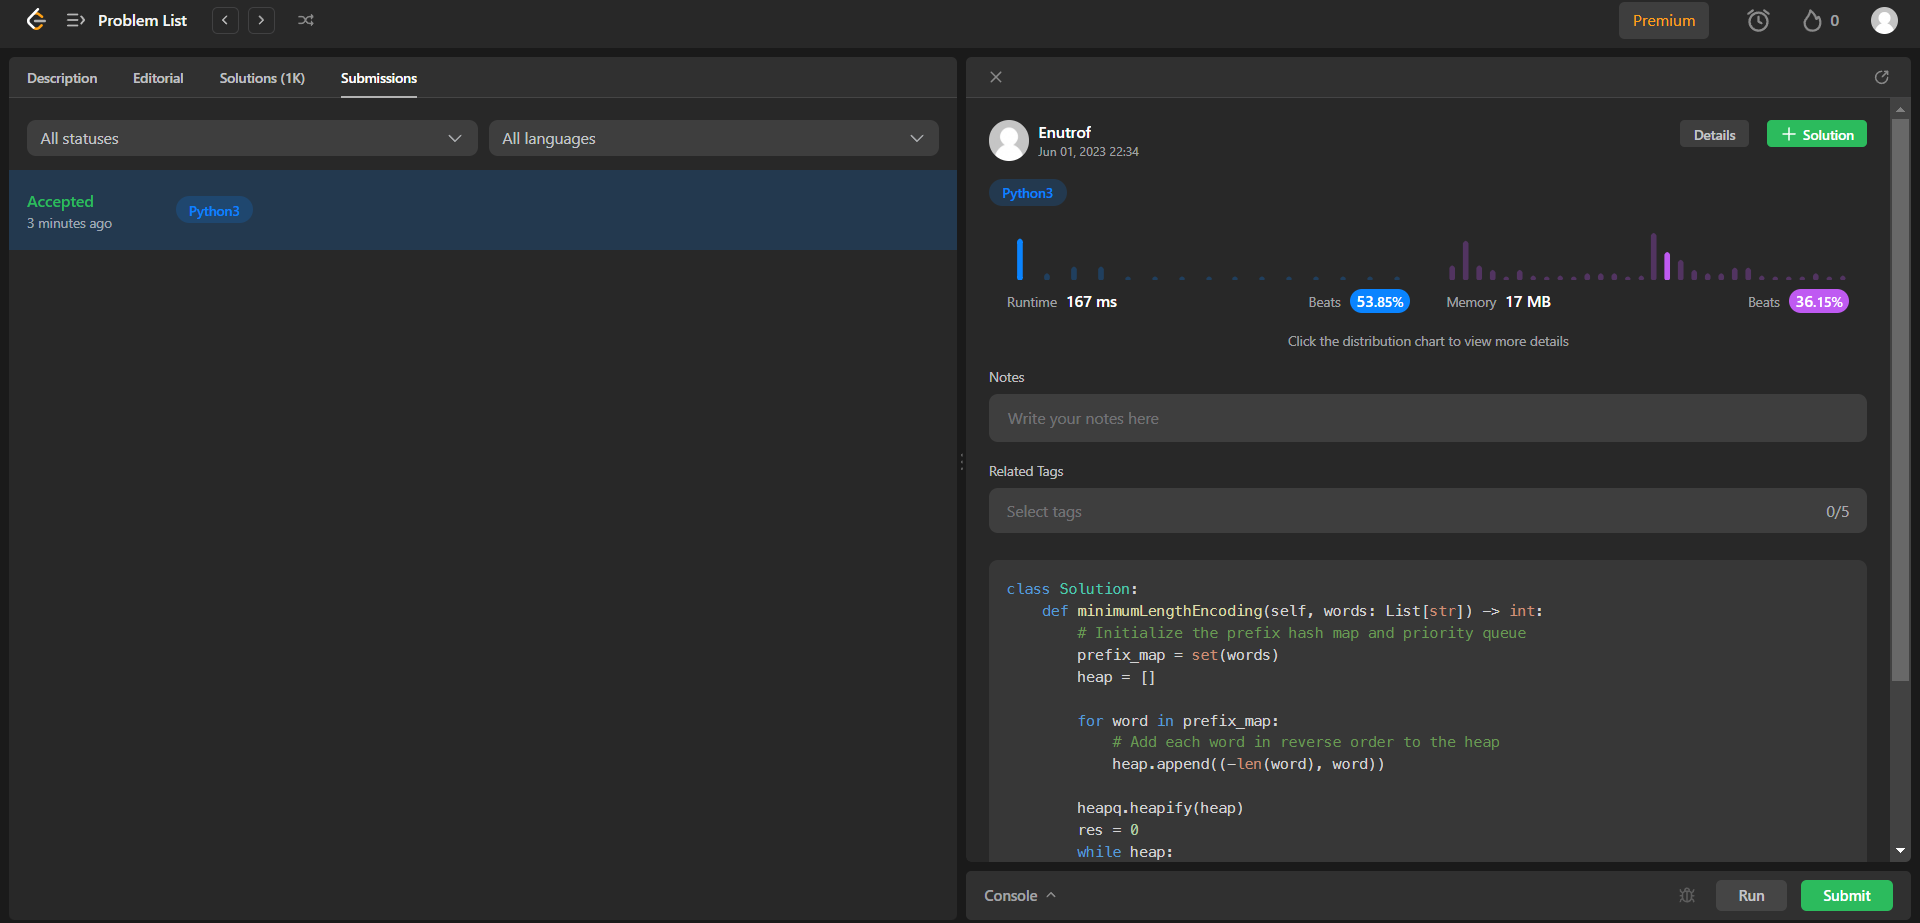 Problem List
Premium
0
Description Editorial Solutions (1K) Submissions
All statuses All languages
Accepted
3 minutes ago
Python3
Enutrof
Jun 01, 2023 22:34
Details
Solution
Python3
Runtime 167 ms Beats 53.85%
Memory 17 MB Beats 36.15%
Click the distribution chart to view more details
Notes
Write your notes here
Related Tags
Select tags 0/5
class Solution:
    def minimumLengthEncoding(self, words: List[str]) -> int:
        # Initialize the prefix hash map and priority queue
        prefix_map = set(words)
        heap = []
        for word in prefix_map:
            # Add each word in reverse order to the heap
            heap.append((-len(word), word))
        heapq.heapify(heap)
        res = 0
        while heap:
Console Run Submit